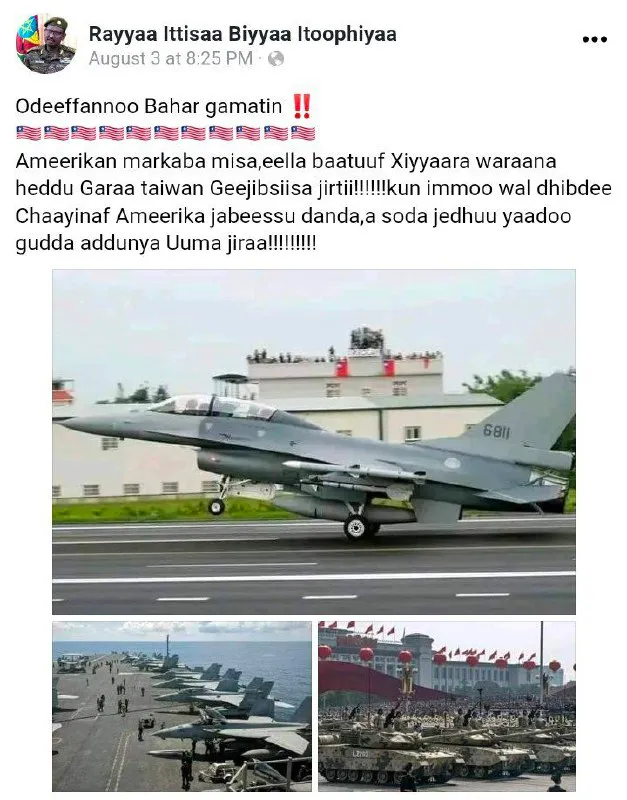 Rayyaa Ittisaa Biyyaa Itoophiyaa
August 3 at 8:25 PM ·
Odeeffannoo Bahar gamatin ‼️
🇱🇷🇱🇷🇱🇷🇱🇷🇱🇷🇱🇷🇱🇷🇱🇷🇱🇷🇱🇷🇱🇷
Ameerikan markaba misa,eella baatuuf Xiyyaara waraana
heddu Garaa taiwan Geejibsiisa jirtii!!!!!!kun immoo wal dhibdee
Chaayinaf Ameerika jabeessu danda,a soda jedhuu yaadoo
gudda addunya Uuma jiraa!!!!!!!!!
6811